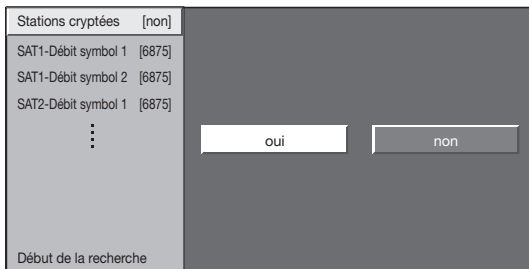 Stations cryptées [non]
SAT1-Débit symbol 1 [6875]
SAT1-Débit symbol 2 [6875]
SAT2-Débit symbol 1 [6875]
oui non
Début de la recherche